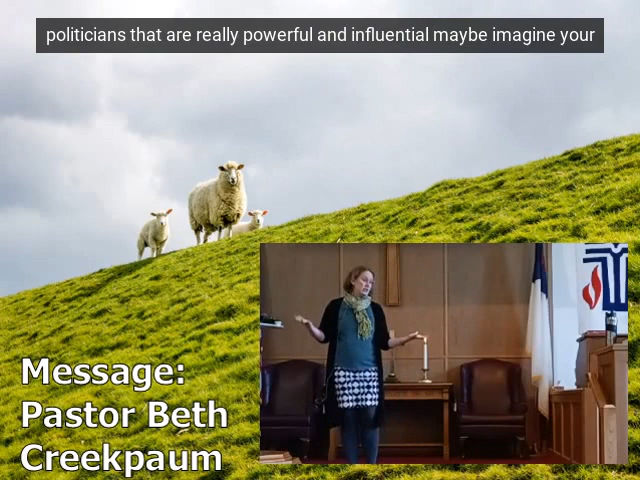 politicians that are really powerful and influential maybe imagine your
Message:
Pastor Beth
Creekpaum